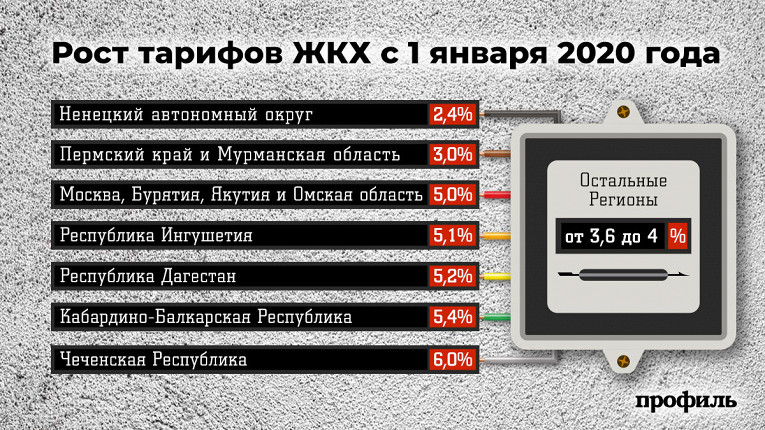 Рост тарифов ЖКХ с 1 января 2020 года
Ненецкий автономный округ 2,4%
Пермский край и Мурманская область 3,0%
Москва, Бурятия, Якутия и Омская область 5,0%
Республика Ингушетия 5,1%
Республика Дагестан 5,2%
Кабардино-Балкарская Республика 5,4%
Чеченская Республика 6,0%
Остальные
Регионы
от 3,6 до 4 %
профиль